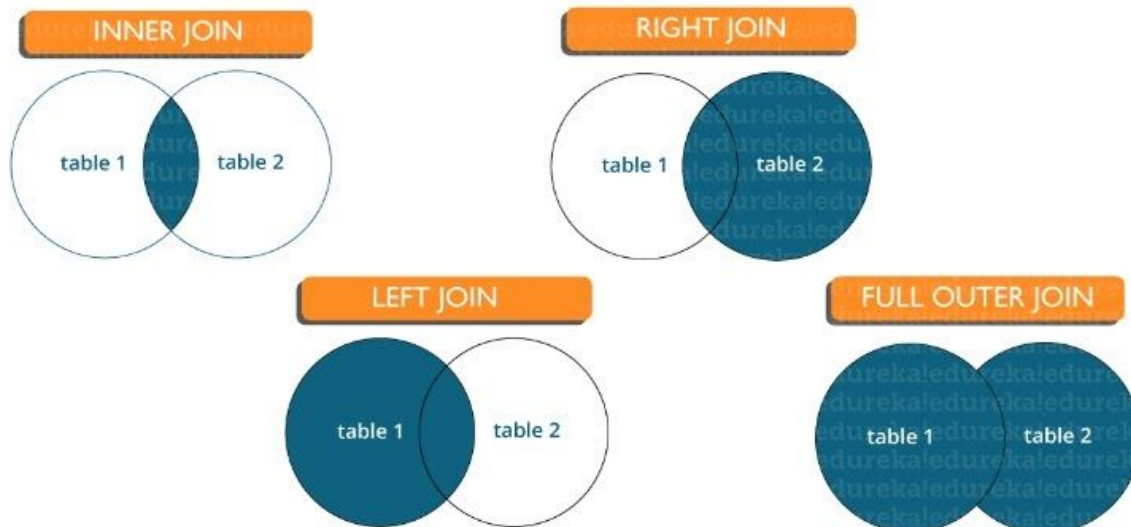 INNER JOIN
table 1
table 2
RIGHT JOIN
table 1
table 2
LEFT JOIN
table 1
table 2
FULL OUTER JOIN
table 1
table 2